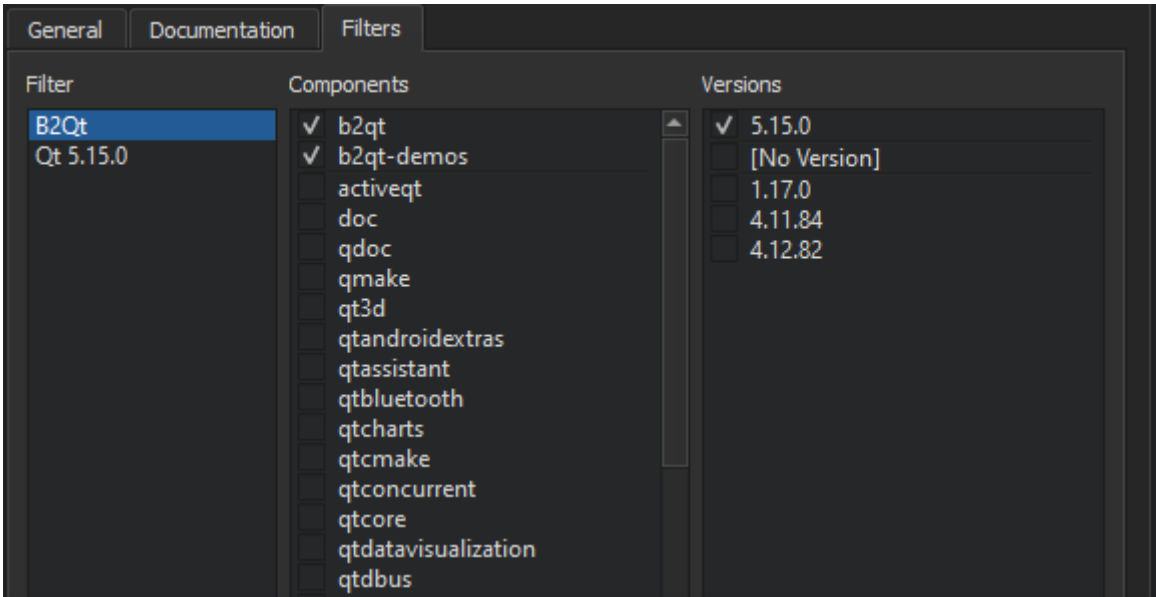 General Documentation Filters
Filter
B2Qt
Qt 5.15.0
Components
b2qt
b2qt-demos
activeqt
doc
qdoc
qmake
qt3d
qtandroidextras
qtassistant
qtbluetooth
qtcharts
qtcmake
qtconcurrent
qtcore
qtdatavisualization
qtdbus
Versions
5.15.0
[No Version]
1.17.0
4.11.84
4.12.82